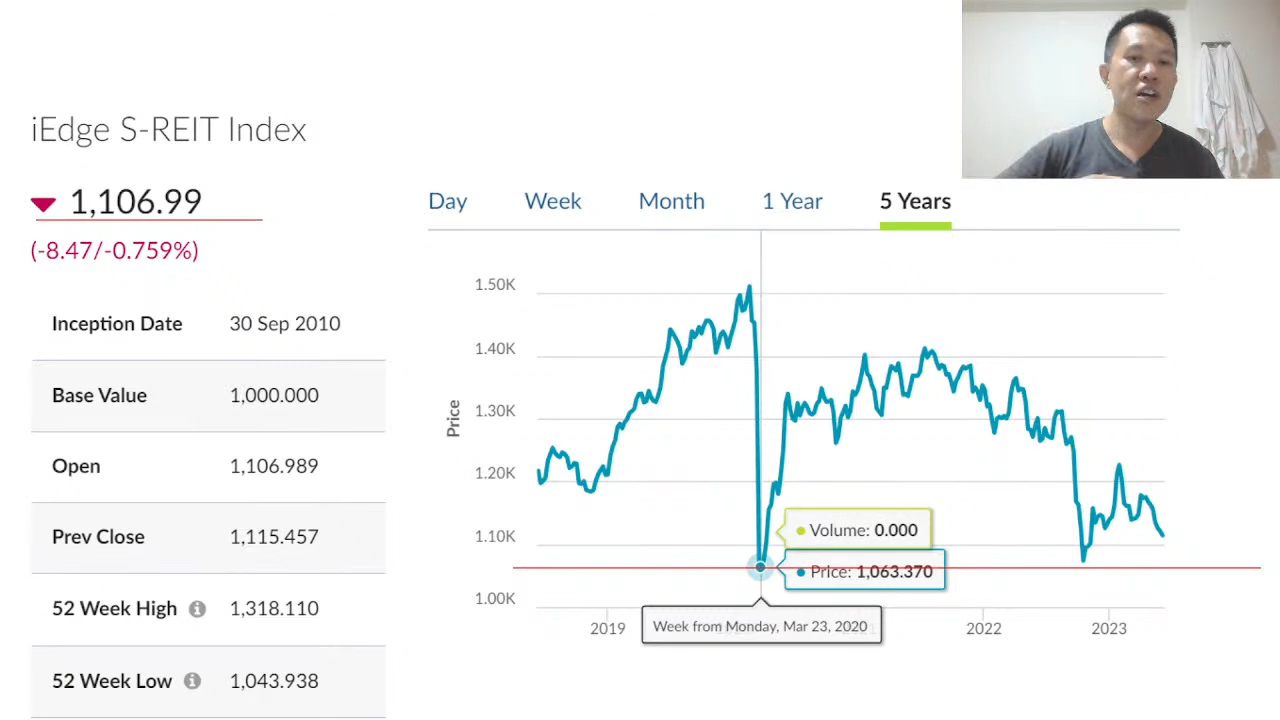 iEdge S-REIT Index
1,106.99
(-8.47/-0.759%)
Inception Date 30 Sep 2010
Base Value 1,000.000
Open 1,106.989
Prev Close 1,115.457
52 Week High 1,318.110
52 Week Low 1,043.938
Day Week Month 1 Year 5 Years
Price
1.50K
1.40K
1.30K
1.20K
1.10K
1.00K
Volume: 0.000
Price: 1,063.370
Week from Monday, Mar 23, 2020
2019 2022 2023